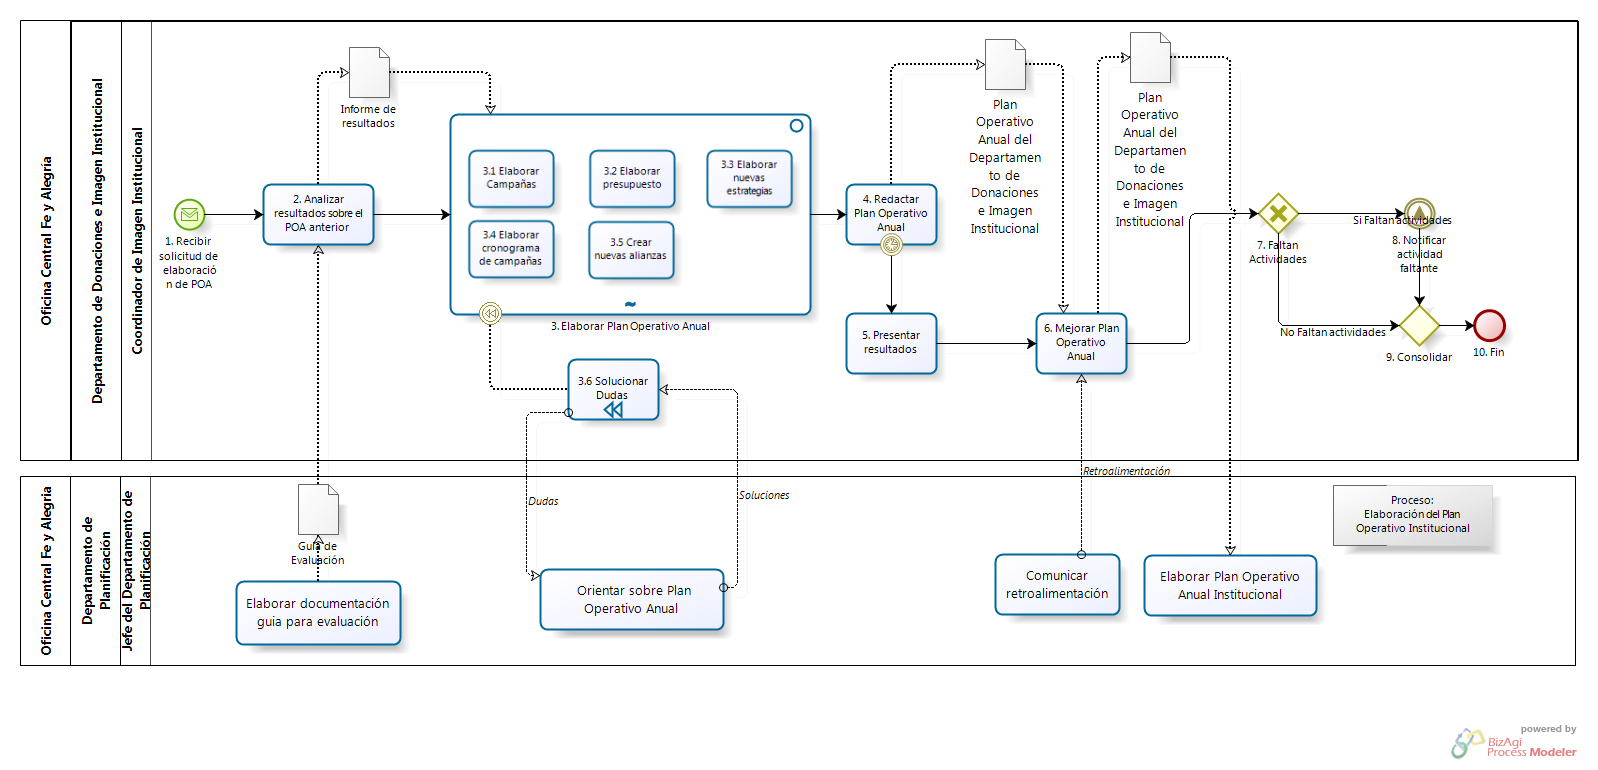 Oficina Central Fe y Alegría
Departamento de Donaciones e Imagen Institucional
Coordinador de Imagen Institucional
1. Recibir
solicitud de
elaboració
n de POA
2. Analizar
resultados sobre el
POA anterior
Informe de
resultados
3.1 Elaborar
Campañas
3.2 Elaborar
presupuesto
3.3 Elaborar
nuevas
estrategias
3.4 Elaborar
cronograma
de campañas
3.5 Crear
nuevas alianzas
3. Elaborar Plan Operativo Anual
3.6 Solucionar
Dudas
4. Redactar
Plan Operativo
Anual
5. Presentar
resultados
Plan
Operativo
Anual del
Departamen
to de
Donaciones
e Imagen
Institucional
6. Mejorar Plan
Operativo
Anual
Plan
Operativo
Anual del
Departamen
to de
Donaciones
e Imagen
Institucional
7. Faltan
Actividades
Si Faltan actividades
8. Notificar
actividad
faltante
No Faltan actividades
9. Consolidar
10. Fin
Oficina Central Fe y Alegría
Departamento de
Planificación
Jefe del Departamento de
Planificación
Guia de
Evaluación
Elaborar documentación
guia para evaluación
Dudas
Soluciones
Orientar sobre Plan
Operativo Anual
Retroalimentación
Comunicar
retroalimentación
Elaborar Plan Operativo
Anual Institucional
Proceso:
Elaboración del Plan
Operativo Institucional
powered by
BizAgi
Process Modeler